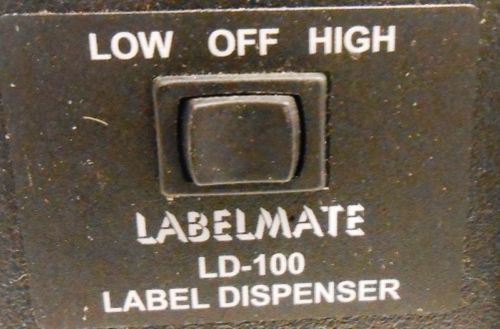 LOW OFF HIGH
LABELMATE
LD-100
LABEL DISPENSER